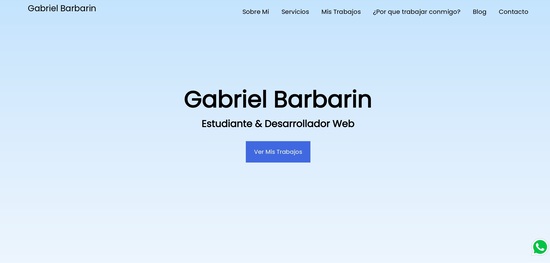 Gabriel Barbarin
Sobre Mi Servicios Mis Trabajos ¿Por que trabajar conmigo? Blog Contacto
Gabriel Barbarin
Estudiante & Desarrollador Web
Ver Mis Trabajos